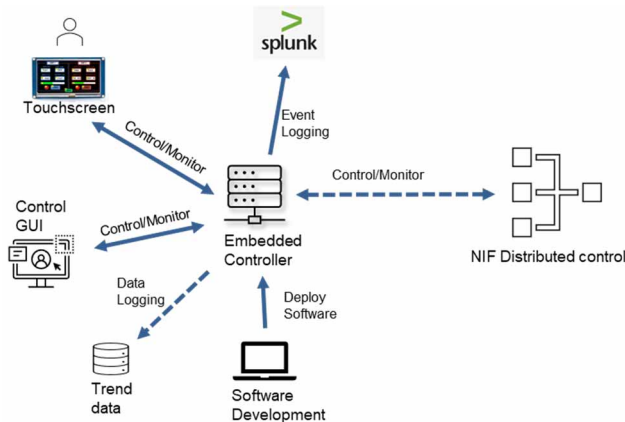 splunk
Touchscreen
Event
Logging
Control/Monitor
Control/Monitor
Control
GUI
Control/Monitor
Embedded
Controller
NIF Distributed control
Data
Logging
Deploy
Software
Trend
data
Software
Development